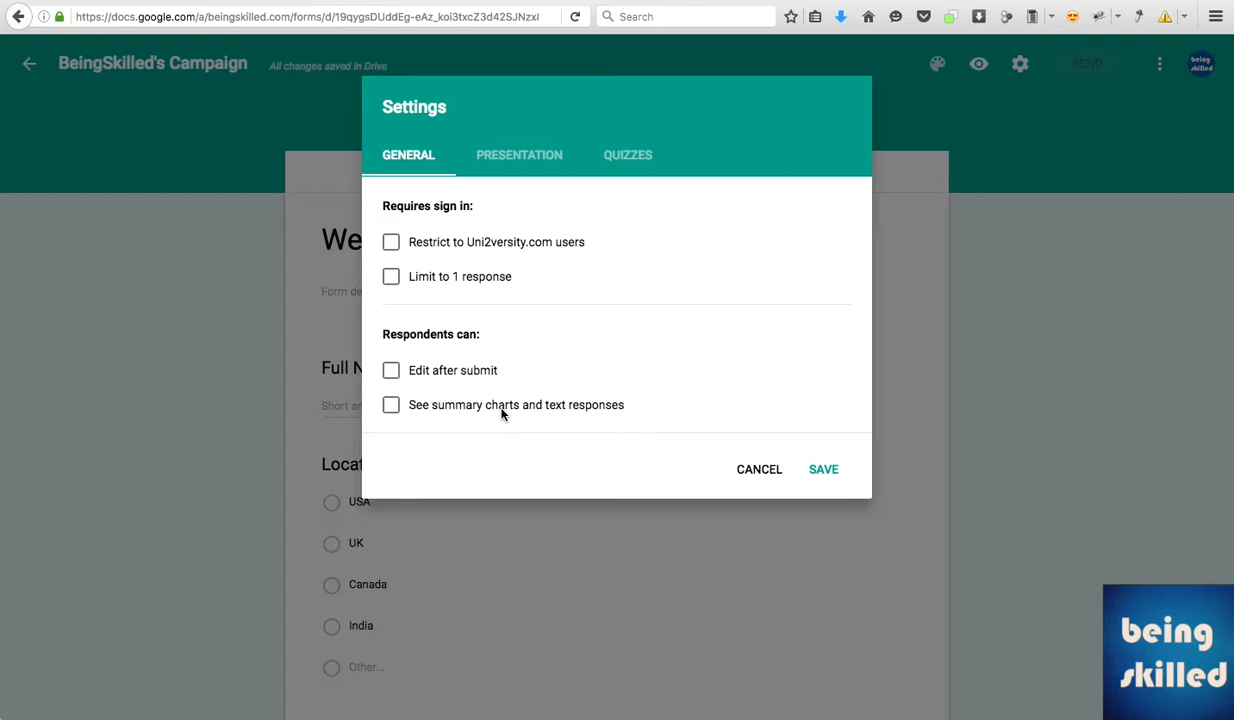 https://docs.google.com/a/beingskilled.com/forms/d/19qygsDUddEg-eAz_koi3txcZ3d42SJNzx
Search
BeingSkilled's Campaign
All changes saved in Drive
SEND
being
skilled
Settings
GENERAL
PRESENTATION
QUIZZES
Requires sign in:
Restrict to Uni2versity.com users
Limit to 1 response
Respondents can:
Edit after submit
See summary charts and text responses
CANCEL
SAVE
We
Form de
Full N
Short an
Locat
USA
UK
Canada
India
Other...
being
skilled